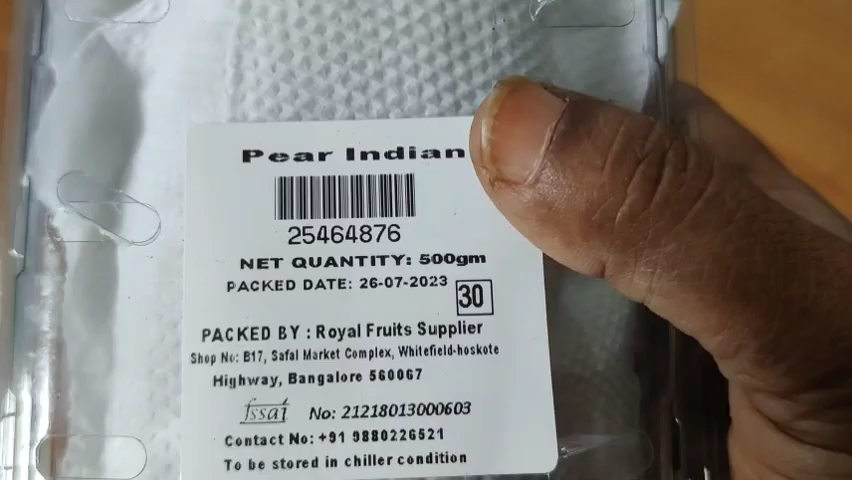 Pear Indian
25464876
NET QUANTITY: 500gm
PACKED DATE: 26-07-2023
30
PACKED BY : Royal Fruits Supplier
Shop No: B17, Safal Market Complex, Whitefield-hoskote
Highway, Bangalore 560067
fssai No: 21218013000603
Contact No: +91 9880226521
To be stored in chiller condition